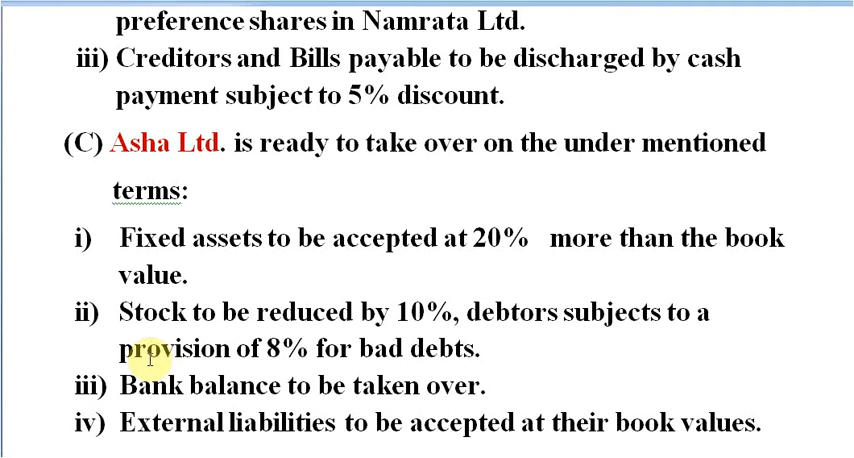 preference shares in Namrata Ltd.
iii) Creditors and Bills payable to be discharged by cash
payment subject to 5% discount.
(C) Asha Ltd. is ready to take over on the under mentioned
terms:
i) Fixed assets to be accepted at 20% more than the book
value.
ii) Stock to be reduced by 10%, debtors subjects to a
provision of 8% for bad debts.
iii) Bank balance to be taken over.
iv) External liabilities to be accepted at their book values.